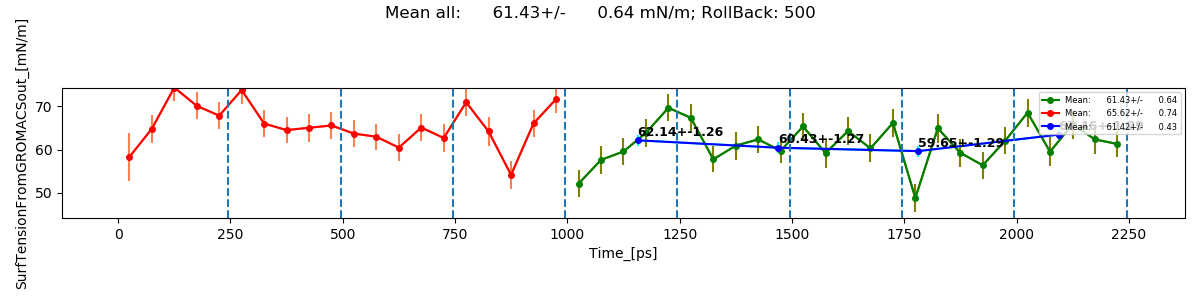 Mean all: 61.43+/- 0.64 mN/m; RollBack: 500
SurfTensionFromGROMACSout_[mN/m]
70
60
50
62.14+-1.26
60.43+-1.27
59.65+-1.29
Mean: 61.43+/- 0.64
Mean: 65.62+/- 0.74
Mean: 61.42+/- 0.43
0 250 500 750 1000 1250 1500 1750 2000 2250
Time_[ps]